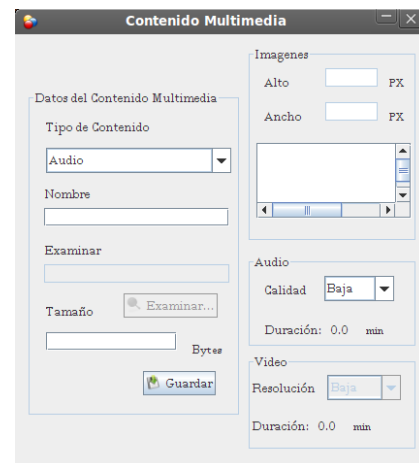 Contenido Multimedia
Datos del Contenido Multimedia
Tipo de Contenido
Audio
Nombre
Examinar
Tamaño
Examinar...
Bytes
Guardar
Imagenes
Alto
PX
Ancho
PX
Audio
Calidad
Baja
Duración: 0.0 min
Video
Resolución
Baja
Duración: 0.0 min